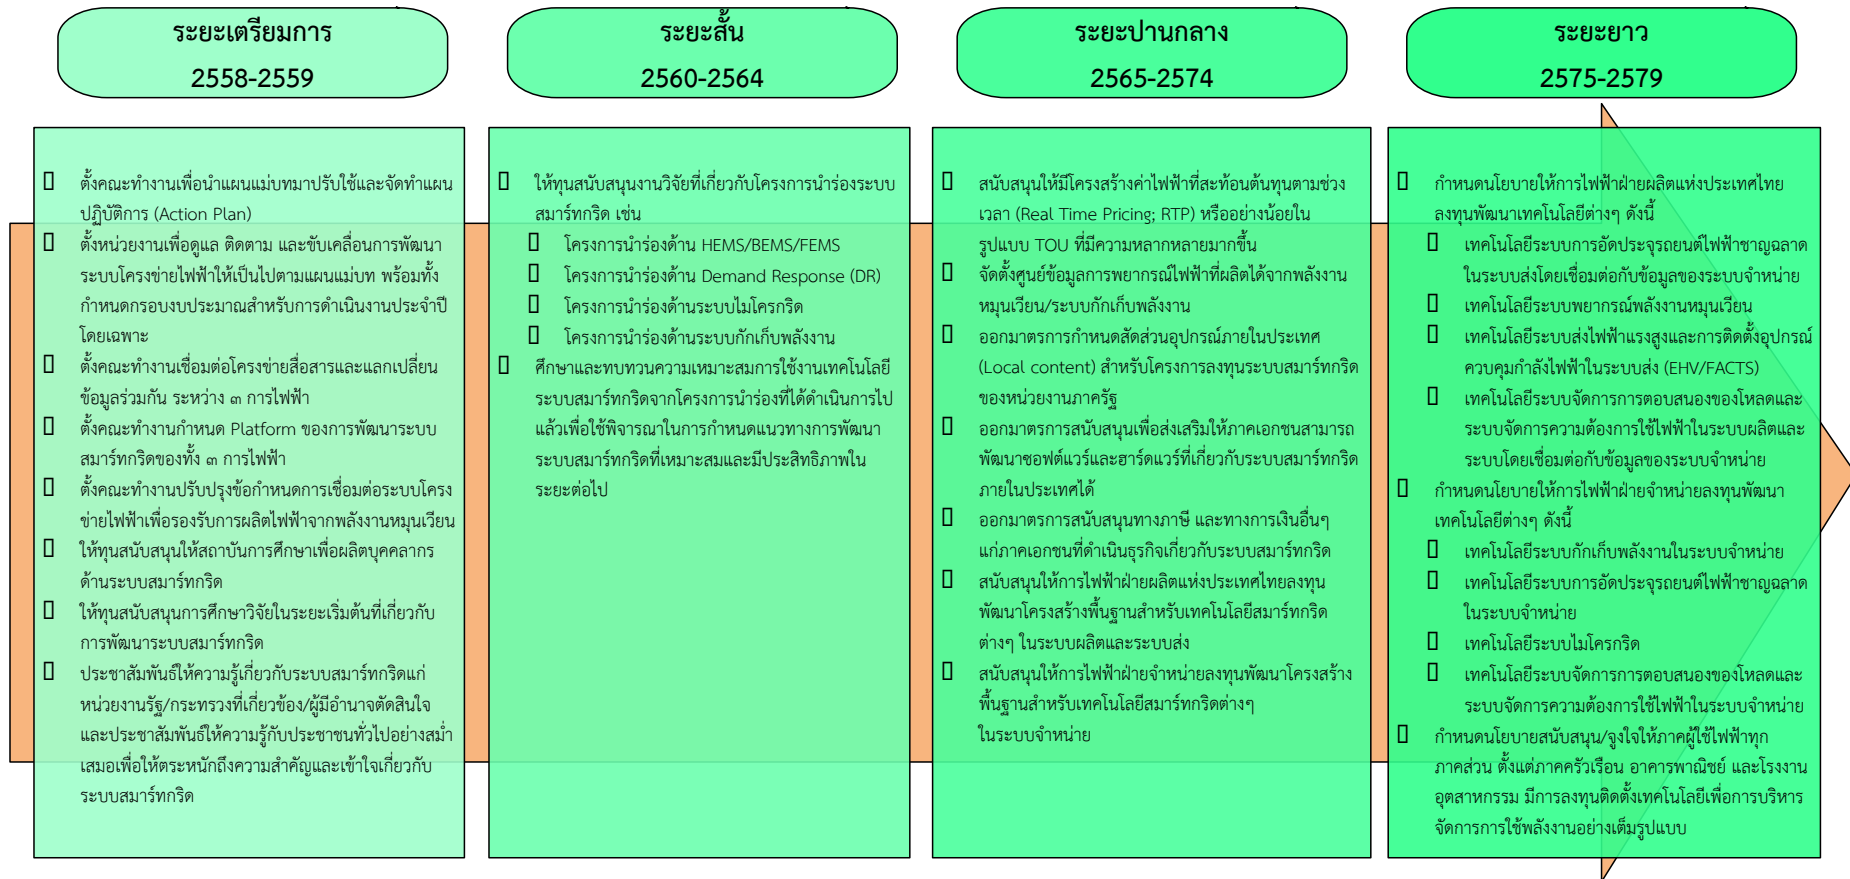 ระยะเตรียมการ
2558-2559
ตั้งคณะทำงานเพื่อนำแผนแม่บทมาปรับใช้และจัดทำแผน
ปฏิบัติการ (Action Plan)
ตั้งหน่วยงานเพื่อดูแล ติดตาม และขับเคลื่อนการพัฒนา
ระบบโครงข่ายไฟฟ้าให้เป็นไปตามแผนแม่บท พร้อมทั้ง
กำหนดกรอบงบประมาณสำหรับการดำเนินงานประจำปี
โดยเฉพาะ
ตั้งคณะทำงานเชื่อมต่อโครงข่ายสื่อสารและแลกเปลี่ยน
ข้อมูลร่วมกัน ระหว่าง ๓ การไฟฟ้า
ตั้งคณะทำงานกำหนด Platform ของการพัฒนาระบบ
สมาร์ทกริดของทั้ง ๓ การไฟฟ้า
ตั้งคณะทำงานปรับปรุงข้อกำหนดการเชื่อมต่อระบบโครง
ข่ายไฟฟ้าเพื่อรองรับการผลิตไฟฟ้าจากพลังงานหมุนเวียน
ให้ทุนสนับสนุนให้สถาบันการศึกษาเพื่อผลิตบุคคลากร
ด้านระบบสมาร์ทกริด
ให้ทุนสนับสนุนการศึกษาวิจัยในระยะเริ่มต้นที่เกี่ยวกับ
การพัฒนาระบบสมาร์ทกริด
ประชาสัมพันธ์ให้ความรู้เกี่ยวกับระบบสมาร์ทกริดแก่
หน่วยงานรัฐ/กระทรวงที่เกี่ยวข้อง/ผู้มีอำนาจตัดสินใจ
และประชาสัมพันธ์ให้ความรู้กับประชาชนทั่วไปอย่างสม่ำ
เสมอเพื่อให้ตระหนักถึงความสำคัญและเข้าใจเกี่ยวกับ
ระบบสมาร์ทกริด
ระยะสั้น
2560-2564
ให้ทุนสนับสนุนงานวิจัยที่เกี่ยวกับโครงการนำร่องระบบ
สมาร์ทกริด เช่น
โครงการนำร่องด้าน HEMS/BEMS/FEMS
โครงการนำร่องด้าน Demand Response (DR)
โครงการนำร่องด้านระบบไมโครกริด
โครงการนำร่องด้านระบบกักเก็บพลังงาน
ศึกษาและทบทวนความเหมาะสมการใช้งานเทคโนโลยี
ระบบสมาร์ทกริดจากโครงการนำร่องที่ได้ดำเนินการไป
แล้วเพื่อใช้พิจารณาในการกำหนดแนวทางการพัฒนา
ระบบสมาร์ทกริดที่เหมาะสมและมีประสิทธิภาพใน
ระยะต่อไป
ระยะปานกลาง
2565-2574
สนับสนุนให้มีโครงสร้างค่าไฟฟ้าที่สะท้อนต้นทุนตามช่วง
เวลา (Real Time Pricing; RTP) หรืออย่างน้อยใน
รูปแบบ TOU ที่มีความหลากหลายมากขึ้น
จัดตั้งศูนย์ข้อมูลการพยากรณ์ไฟฟ้าที่ผลิตได้จากพลังงาน
หมุนเวียน/ระบบกักเก็บพลังงาน
ออกมาตรการกำหนดสัดส่วนอุปกรณ์ภายในประเทศ
(Local content) สำหรับโครงการลงทุนระบบสมาร์ทกริด
ของหน่วยงานภาครัฐ
ออกมาตรการสนับสนุนเพื่อส่งเสริมให้ภาคเอกชนสามารถ
พัฒนาซอฟต์แวร์และฮาร์ดแวร์ที่เกี่ยวกับระบบสมาร์ทกริด
ภายในประเทศได้
ออกมาตรการสนับสนุนทางภาษี และทางการเงินอื่นๆ
แก่ภาคเอกชนที่ดำเนินธุรกิจเกี่ยวกับระบบสมาร์ทกริด
สนับสนุนให้การไฟฟ้าฝ่ายผลิตแห่งประเทศไทยลงทุน
พัฒนาโครงสร้างพื้นฐานสำหรับเทคโนโลยีสมาร์ทกริด
ต่างๆ ในระบบผลิตและระบบส่ง
สนับสนุนให้การไฟฟ้าฝ่ายจำหน่ายลงทุนพัฒนาโครงสร้าง
พื้นฐานสำหรับเทคโนโลยีสมาร์ทกริดต่างๆ
ในระบบจำหน่าย
ระยะยาว
2575-2579
กำหนดนโยบายให้การไฟฟ้าฝ่ายผลิตแห่งประเทศไทย
ลงทุนพัฒนาเทคโนโลยีต่างๆ ดังนี้
เทคโนโลยีระบบการอัดประจุรถยนต์ไฟฟ้าชาญฉลาด
ในระบบส่งโดยเชื่อมต่อกับข้อมูลของระบบจำหน่าย
เทคโนโลยีระบบพยากรณ์พลังงานหมุนเวียน
เทคโนโลยีระบบส่งไฟฟ้าแรงสูงและการติดตั้งอุปกรณ์
ควบคุมกำลังไฟฟ้าในระบบส่ง (EHV/FACTS)
เทคโนโลยีระบบจัดการการตอบสนองของโหลดและ
ระบบจัดการความต้องการใช้ไฟฟ้าในระบบผลิตและ
ระบบโดยเชื่อมต่อกับข้อมูลของระบบจำหน่าย
กำหนดนโยบายให้การไฟฟ้าฝ่ายจำหน่ายลงทุนพัฒนา
เทคโนโลยีต่างๆ ดังนี้
เทคโนโลยีระบบกักเก็บพลังงานในระบบจำหน่าย
เทคโนโลยีระบบการอัดประจุรถยนต์ไฟฟ้าชาญฉลาด
ในระบบจำหน่าย
เทคโนโลยีระบบไมโครกริด
เทคโนโลยีระบบจัดการการตอบสนองของโหลดและ
ระบบจัดการความต้องการใช้ไฟฟ้าในระบบจำหน่าย
กำหนดนโยบายสนับสนุน/จูงใจให้ภาคผู้ใช้ไฟฟ้าทุก
ภาคส่วน ตั้งแต่ภาคครัวเรือน อาคารพาณิชย์ และโรงงาน
อุตสาหกรรม มีการลงทุนติดตั้งเทคโนโลยีเพื่อการบริหาร
จัดการการใช้พลังงานอย่างเต็มรูปแบบ